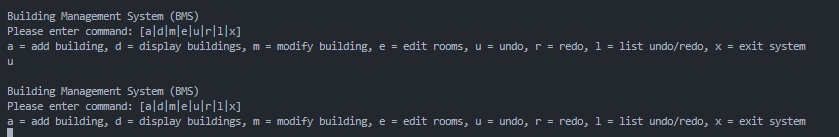 Building Management System (BMS)
Please enter command: [a|d|m|e|u|r|l|x]
a = add building, d = display buildings, m = modify building, e = edit rooms, u = undo, r = redo, l = list undo/redo, x = exit system
u
Building Management System (BMS)
Please enter command: [a|d|m|e|u|r|l|x]
a = add building, d = display buildings, m = modify building, e = edit rooms, u = undo, r = redo, l = list undo/redo, x = exit system